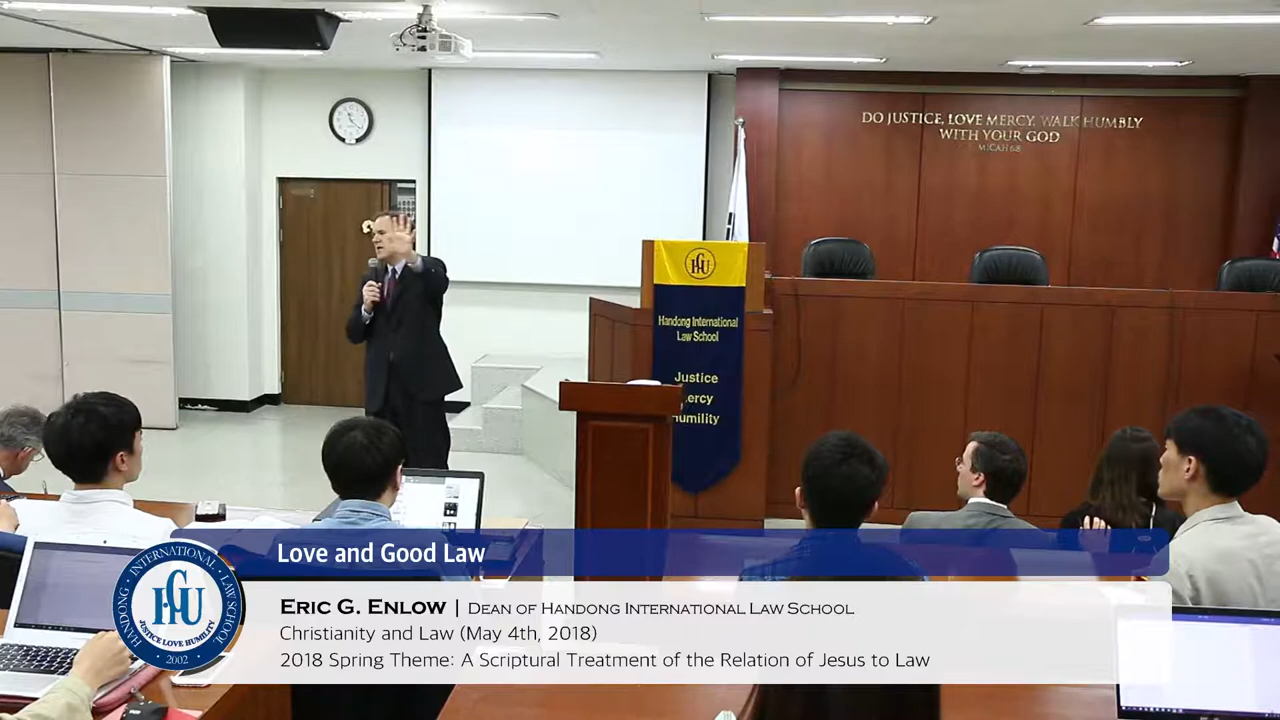 DO JUSTICE, LOVE MERCY, WALK HUMBLY
WITH YOUR GOD
MICAH 6:8
Handong International
Law School
Justice
ercy
umility
Love and Good Law
HANDONG · INTERNATIONAL · LAW SCHOOL
JUSTICE LOVE HUMILITY
2002
Eric G. Enlow | Dean of Handong International Law School
Christianity and Law (May 4th, 2018)
2018 Spring Theme: A Scriptural Treatment of the Relation of Jesus to Law